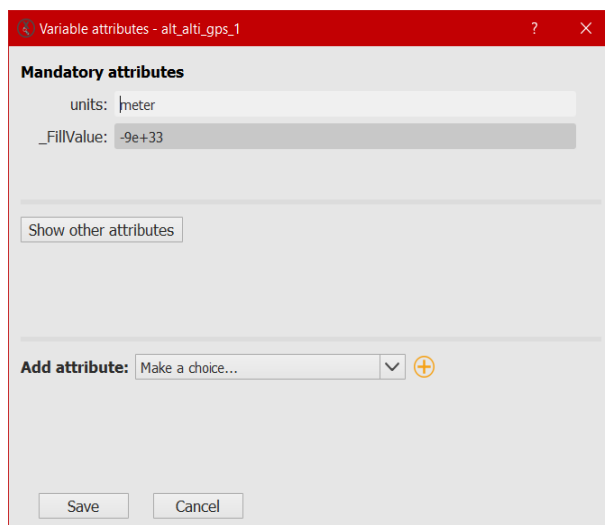 Variable attributes - alt_alti_gps_1 ?
Mandatory attributes
units: meter
_FillValue: -9e+33
Show other attributes
Add attribute: Make a choice...
Save Cancel